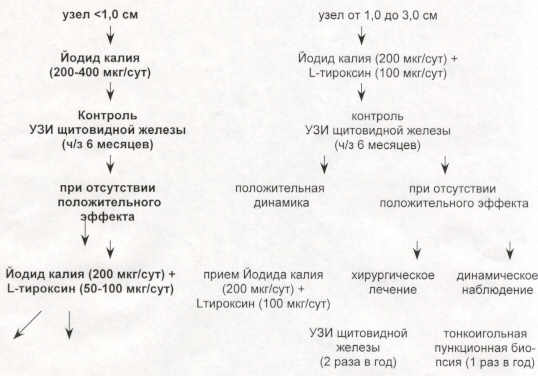 узел <1,0 см
Йодид калия
(200-400 мкг/сут)
Контроль
УЗИ щитовидной железы
(ч/з 6 месяцев)
при отсутствии
положительного
эффекта
Йодид калия (200 мкг/сут) +
L-тироксин (50-100 мкг/сут)
узел от 1,0 до 3,0 см
Йодид калия (200 мкг/сут) +
L-тироксин (100 мкг/сут)
контроль
УЗИ щитовидной железы
(ч/з 6 месяцев)
положительная
динамика
при отсутствии
положительного эффекта
прием Йодида калия
(200 мкг/сут) +
Lтироксин (100 мкг/сут)
хирургическое
лечение
динамическое
наблюдение
УЗИ щитовидной
железы
(2 раза в год)
тонкоигольная
пункционная био-
псия (1 раз в год)